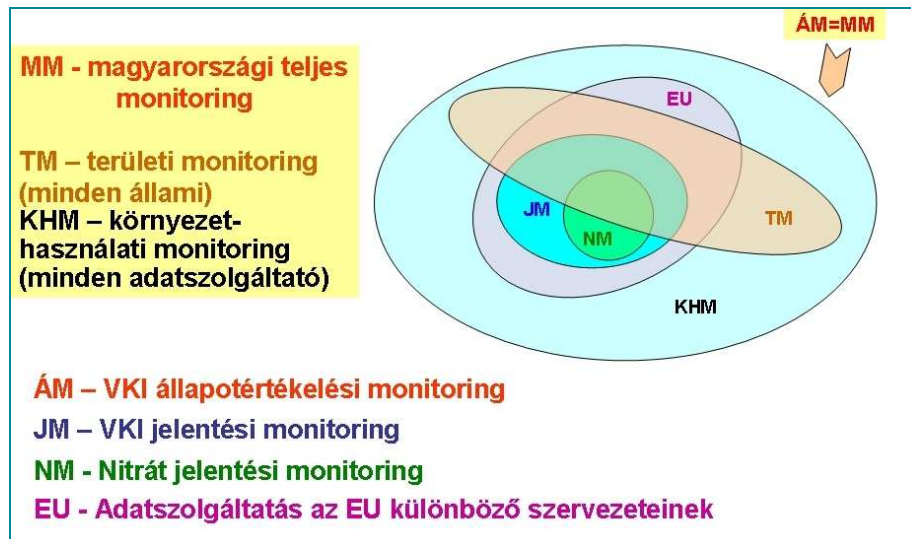 MM - magyarországi teljes
monitoring
TM – területi monitoring
(minden állami)
KHM – környezet-
használati monitoring
(minden adatszolgáltató)
ÁM=MM
EU
JM
NM
TM
KHM
ÁM – VKI állapotértékelési monitoring
JM – VKI jelentési monitoring
NM - Nitrát jelentési monitoring
EU - Adatszolgáltatás az EU különböző szervezeteinek